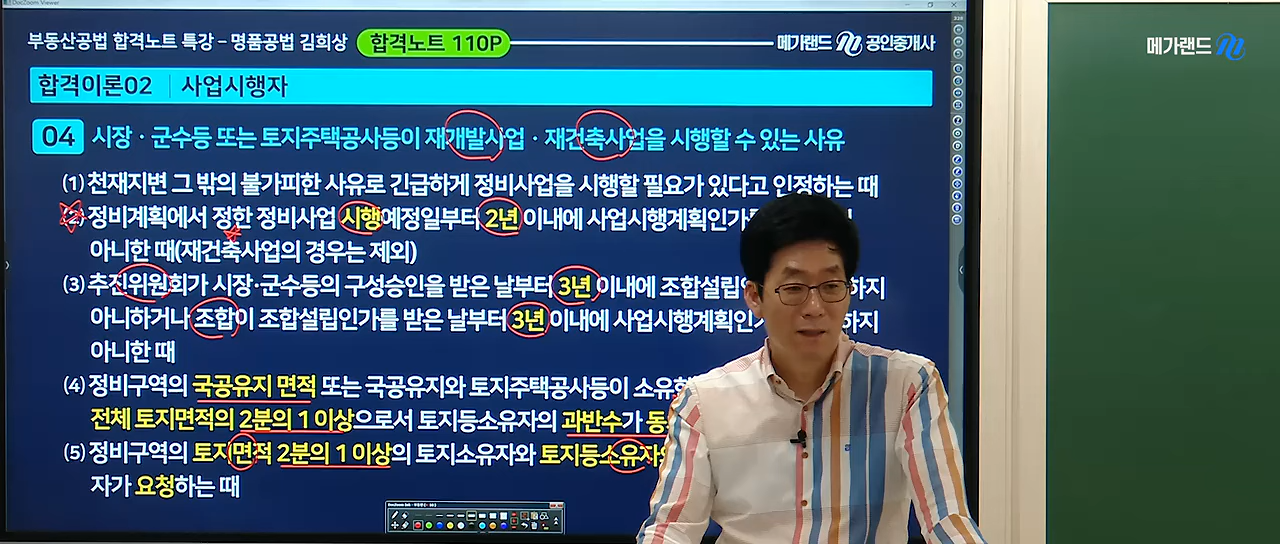 DocZoom Viewer
부동산공법 합격노트 특강 – 명품공법 김희상 합격노트 110P 메가랜드 공인중개사
메가랜드
합격이론02 사업시행자
04 시장·군수등 또는 토지주택공사등이 재개발사업·재건축사업을 시행할 수 있는 사유
(1) 천재지변 그 밖의 불가피한 사유로 긴급하게 정비사업을 시행할 필요가 있다고 인정하는 때
(2) 정비계획에서 정한 정비사업 시행예정일부터 2년 이내에 사업시행계획인가를
아니한 때(재건축사업의 경우는 제외)
(3) 추진위원회가 시장·군수등의 구성승인을 받은 날부터 3년 이내에 조합설립 하지
아니하거나 조합이 조합설립인가를 받은 날부터 3년 이내에 사업시행계획인 하지
아니한 때
(4) 정비구역의 국공유지 면적 또는 국공유지와 토지주택공사등이 소유
전체 토지면적의 2분의 1 이상으로서 토지등소유자의 과반수가
(5) 정비구역의 토지면적 2분의 1 이상의 토지소유자와 토지등소유자
자가 요청하는 때